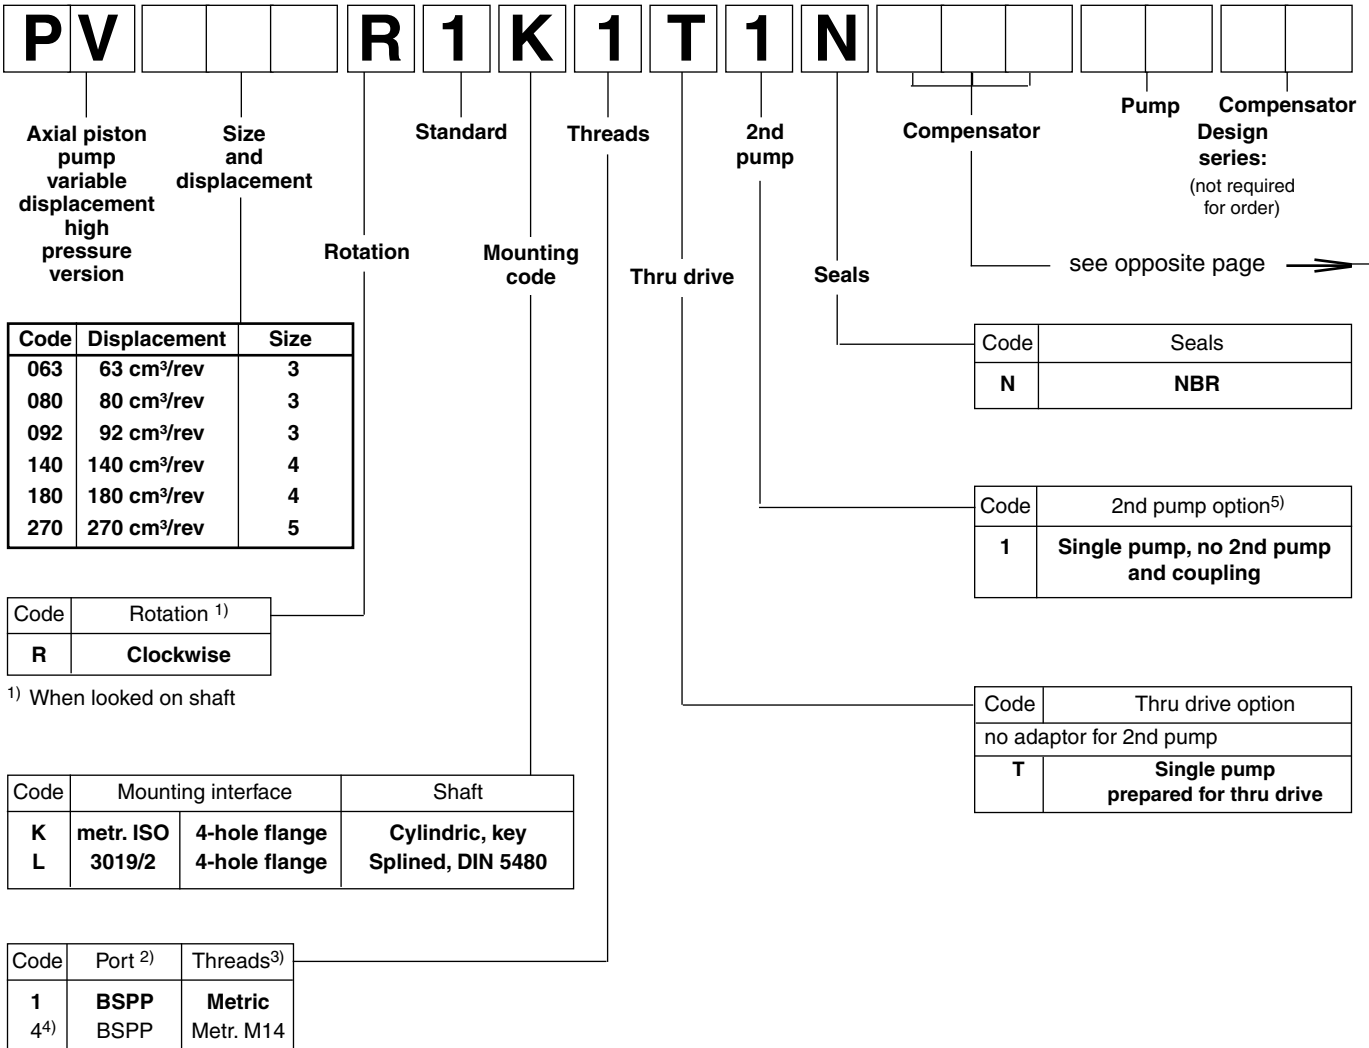 PV R 1 K 1 T 1 N
Axial piston
pump
variable
displacement
high
pressure
version
Size
and
displacement
Rotation
Standard
Mounting
code
Threads
Thru drive
2nd
pump
Seals
Compensator
Pump Compensator
Design
series:
(not required
for order)
see opposite page
Code Displacement Size
063 63 cm³/rev 3
080 80 cm³/rev 3
092 92 cm³/rev 3
140 140 cm³/rev 4
180 180 cm³/rev 4
270 270 cm³/rev 5
Code Rotation 1)
R Clockwise
1) When looked on shaft
Code Mounting interface Shaft
K metr. ISO 4-hole flange Cylindric, key
L 3019/2 4-hole flange Splined, DIN 5480
Code Port 2) Threads3)
1 BSPP Metric
44) BSPP Metr. M14
Code Seals
N NBR
Code 2nd pump option5)
1 Single pump, no 2nd pump
and coupling
Code Thru drive option
no adaptor for 2nd pump
T Single pump
prepared for thru drive